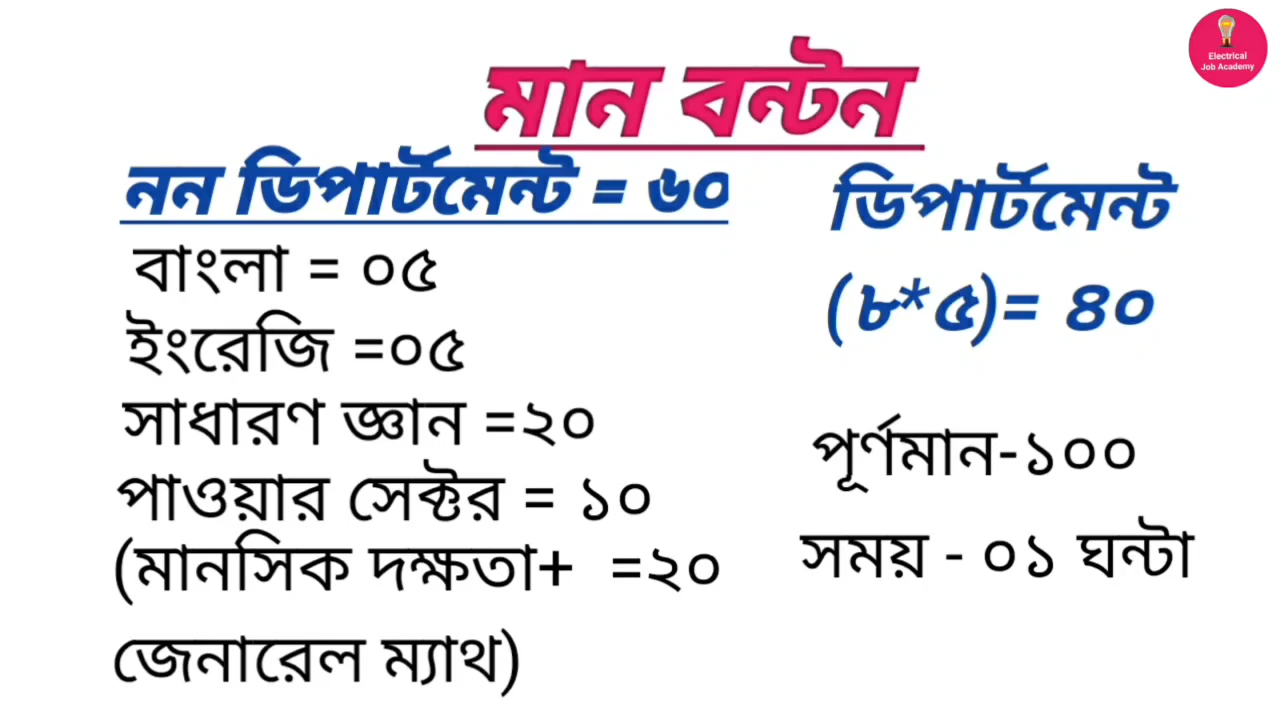 Electrical
Job Academy
মান বন্টন
নন ডিপার্টমেন্ট = ৬০
বাংলা = ০৫
ইংরেজি =০৫
সাধারণ জ্ঞান =২০
পাওয়ার সেক্টর = ১০
(মানসিক দক্ষতা+ =২০
জেনারেল ম্যাথ)
ডিপার্টমেন্ট
(৮*৫)= ৪০
পূর্ণমান-১০০
সময় - ০১ ঘন্টা